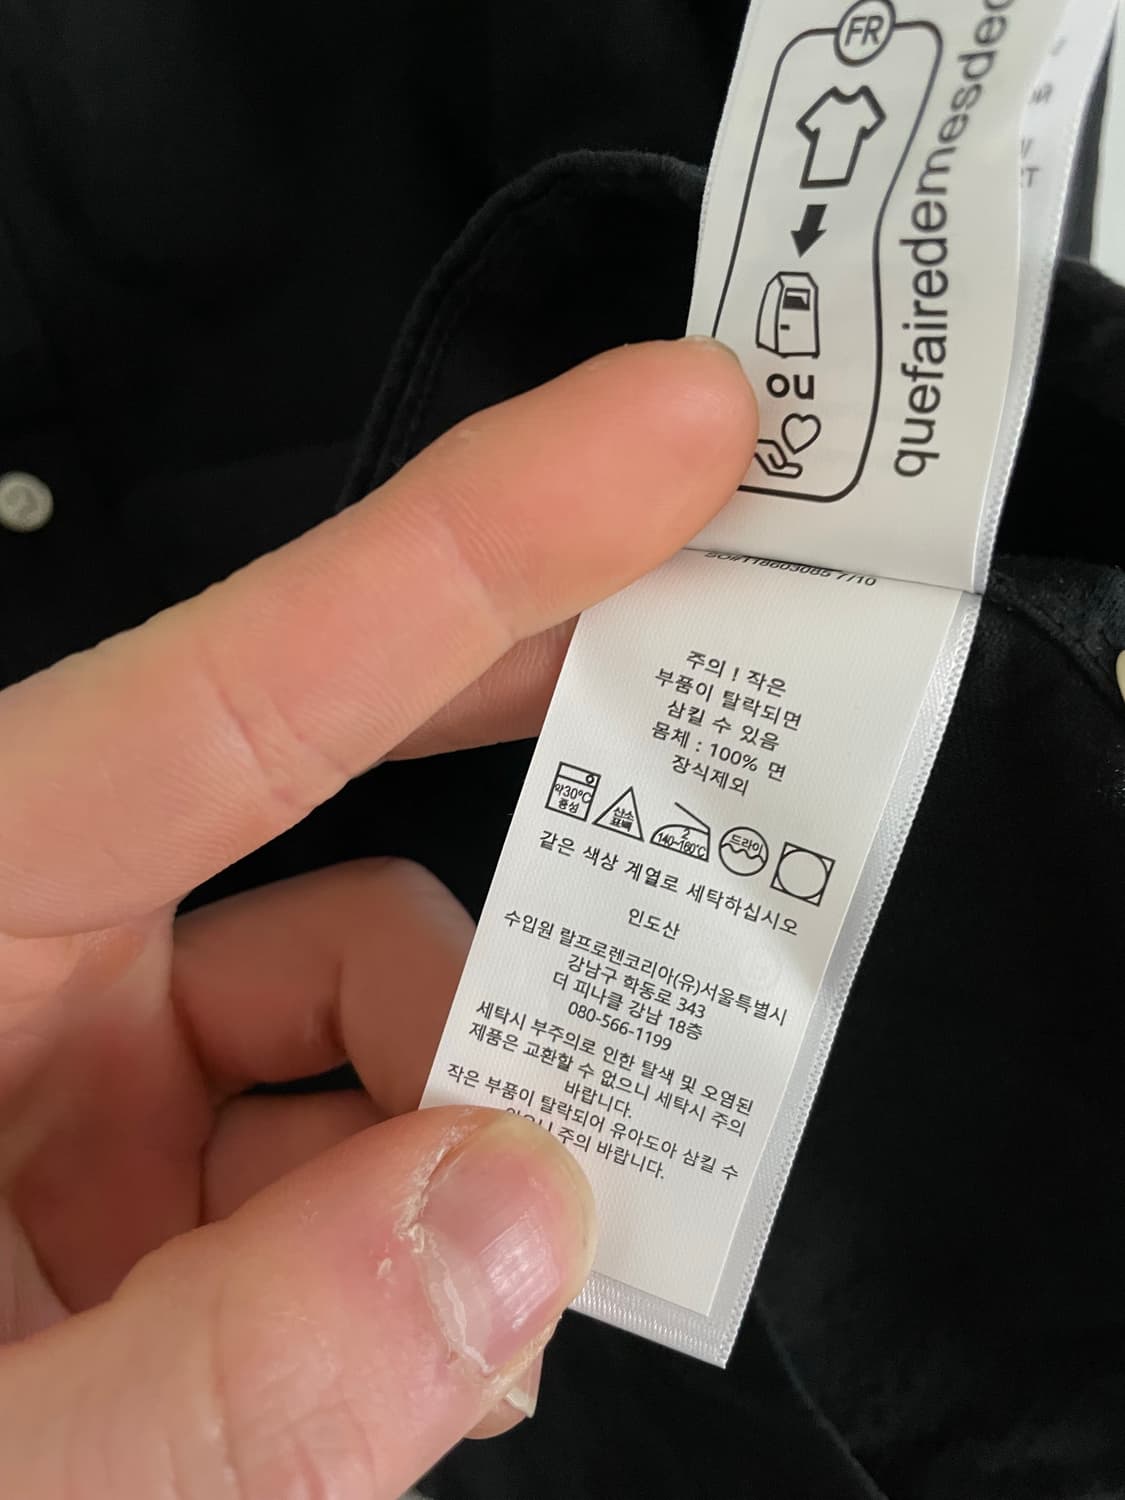 FR
OU
quefairedemesdec
SO#118603085 7/10
주의 ! 작은
부품이 탈락되면
삼킬 수 있음
몸체 : 100% 면
장식제외
약30°C
중성
산소
표백
2
140~160°C
드라이
같은 색상 계열로 세탁하십시오
인도산
수입원 랄프로렌코리아(유)서울특별시
강남구 학동로 343
더 피나클 강남 18층
080-566-1199
세탁시 부주의로 인한 탈색 및 오염된
제품은 교환할 수 없으니 세탁시 주의
바랍니다.
작은 부품이 탈락되어 유아도아 삼킬 수
주의 바랍니다.